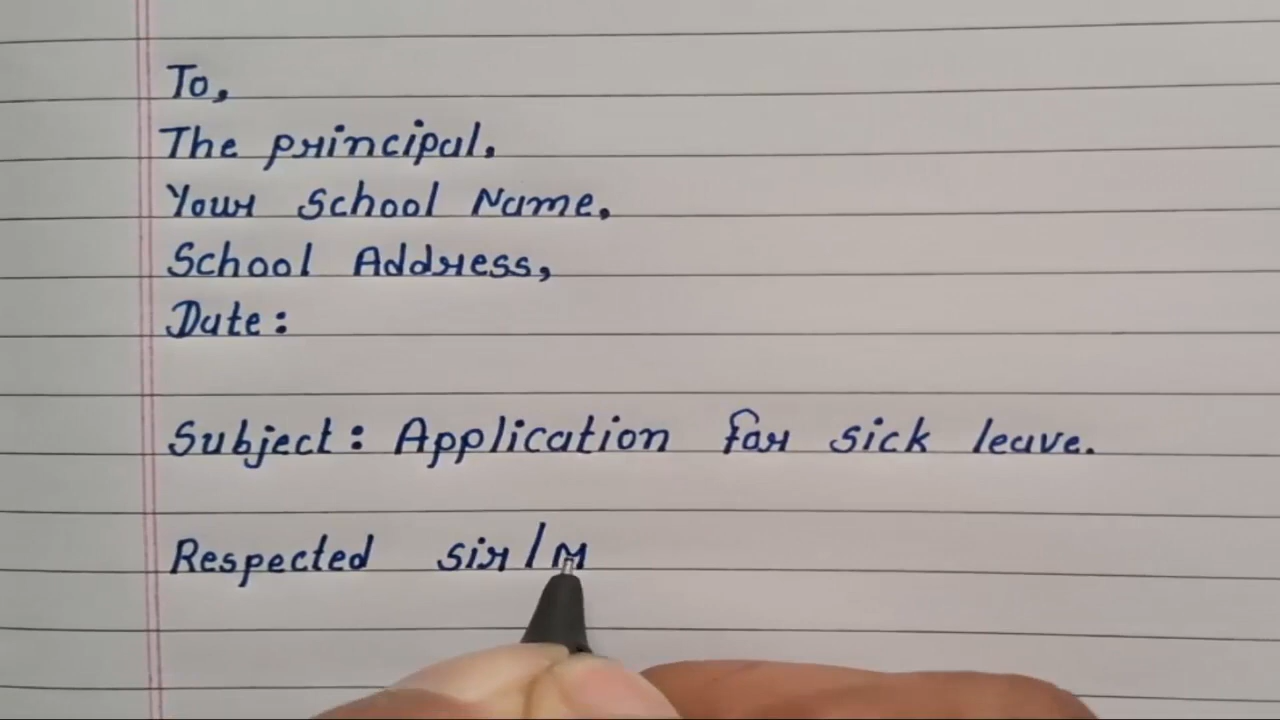 To,
The principal,
Your School Name,
School Address,
Date:
Subject: Application for sick leave.
Respected sir/M